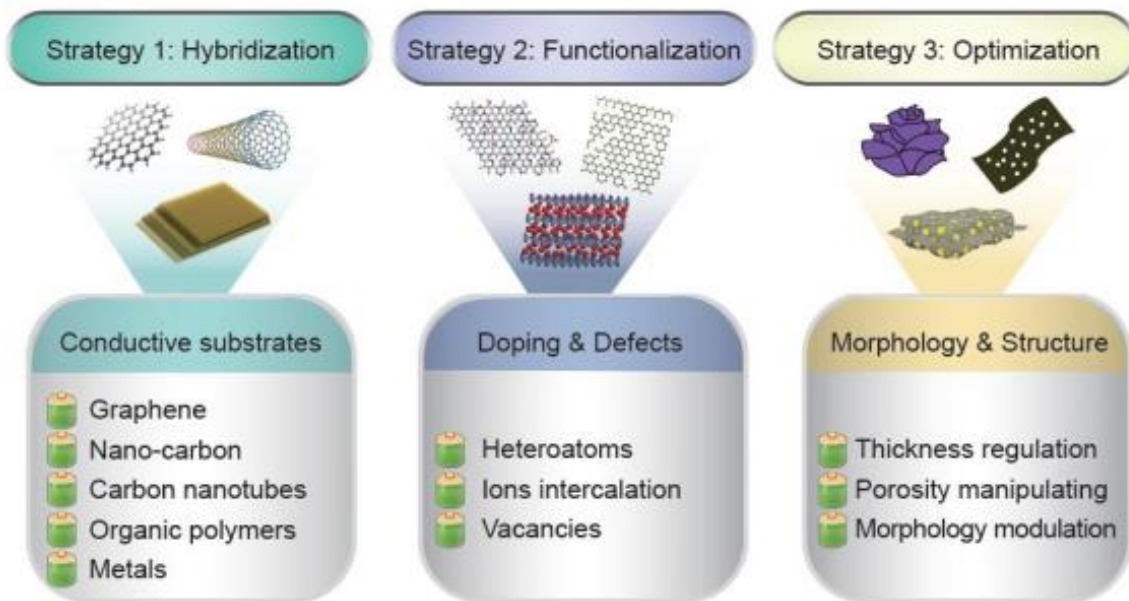 Strategy 1: Hybridization
Conductive substrates
Graphene
Nano-carbon
Carbon nanotubes
Organic polymers
Metals
Strategy 2: Functionalization
Doping & Defects
Heteroatoms
Ions intercalation
Vacancies
Strategy 3: Optimization
Morphology & Structure
Thickness regulation
Porosity manipulating
Morphology modulation